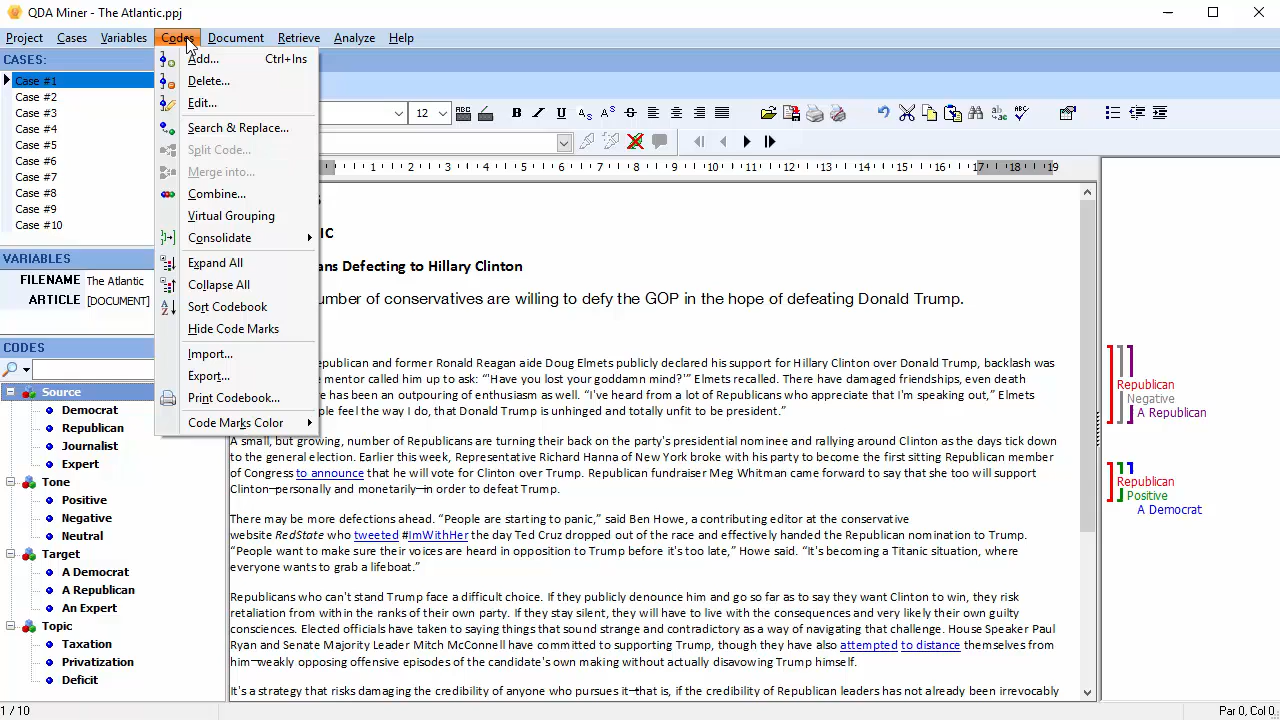 QDA Miner - The Atlantic.ppj
Project Cases Variables Codes Document Retrieve Analyze Help
CASES:
Case #1
Case #2
Case #3
Case #4
Case #5
Case #6
Case #7
Case #8
Case #9
Case #10
VARIABLES
FILENAME The Atlantic
ARTICLE [DOCUMENT]
CODES
Source
Democrat
Republican
Journalist
Expert
Tone
Positive
Negative
Neutral
Target
A Democrat
A Republican
An Expert
Topic
Taxation
Privatization
Deficit
Add... Ctrl+Ins
Delete...
Edit...
Search & Replace...
Split Code...
Merge into...
Combine...
Virtual Grouping
Consolidate
Expand All
Collapse All
Sort Codebook
Hide Code Marks
Import...
Export...
Print Codebook...
Code Marks Color
12
1 2 3 4 5 6 7 8 9 10 11 12 13 14 15 16 17 18 19
IC
ans Defecting to Hillary Clinton
umber of conservatives are willing to defy the GOP in the hope of defeating Donald Trump.
epublican and former Ronald Reagan aide Doug Elmets publicly declared his support for Hillary Clinton over Donald Trump, backlash was
e mentor called him up to ask: “‘Have you lost your goddamn mind?’” Elmets recalled. There have damaged friendships, even death
e has been an outpouring of enthusiasm as well. “I've heard from a lot of Republicans who appreciate that I'm speaking out,” Elmets
ple feel the way I do, that Donald Trump is unhinged and totally unfit to be president.”
A small, but growing, number of Republicans are turning their back on the party's presidential nominee and rallying around Clinton as the days tick down
to the general election. Earlier this week, Representative Richard Hanna of New York broke with his party to become the first sitting Republican member
of Congress to announce that he will vote for Clinton over Trump. Republican fundraiser Meg Whitman came forward to say that she too will support
Clinton—personally and monetarily—in order to defeat Trump.
There may be more defections ahead. “People are starting to panic,” said Ben Howe, a contributing editor at the conservative
website RedState who tweeted #ImWithHer the day Ted Cruz dropped out of the race and effectively handed the Republican nomination to Trump.
“People want to make sure their voices are heard in opposition to Trump before it's too late,” Howe said. “It's becoming a Titanic situation, where
everyone wants to grab a lifeboat.”
Republicans who can't stand Trump face a difficult choice. If they publicly denounce him and go so far as to say they want Clinton to win, they risk
retaliation from within the ranks of their own party. If they stay silent, they will have to live with the consequences and very likely their own guilty
consciences. Elected officials have taken to saying things that sound strange and contradictory as a way of navigating that challenge. House Speaker Paul
Ryan and Senate Majority Leader Mitch McConnell have committed to supporting Trump, though they have also attempted to distance themselves from
him—weakly opposing offensive episodes of the candidate's own making without actually disavowing Trump himself.
It's a strategy that risks damaging the credibility of anyone who pursues it—that is, if the credibility of Republican leaders has not already been irrevocably
Republican
Negative
A Republican
Republican
Positive
A Democrat
1 / 10
Par 0, Col 0